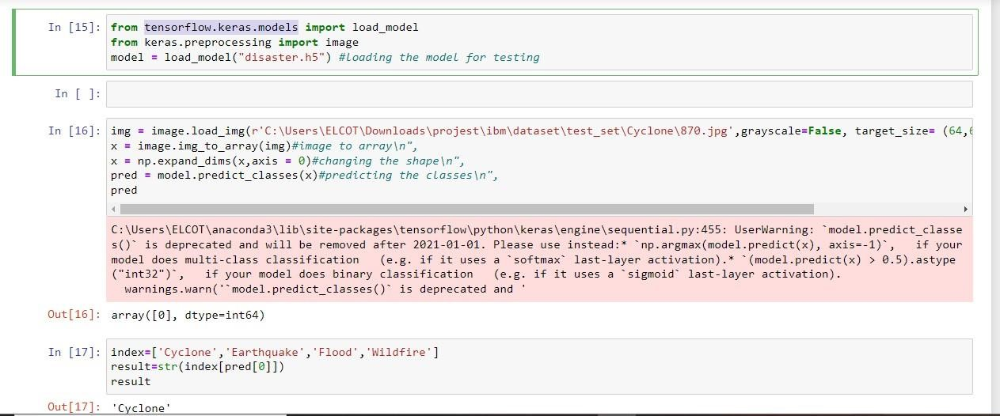 In [15]: from tensorflow.keras.models import load_model
from keras.preprocessing import image
model = load_model("disaster.h5") #Loading the model for testing
In [ ]:
In [16]: img = image.load_img(r'C:\Users\ELCOT\Downloads\projest\ibm\dataset\test_set\Cyclone\870.jpg',grayscale=False, target_size= (64,6
x = image.img_to_array(img)#image to array\n",
x = np.expand_dims(x,axis = 0)#changing the shape\n",
pred = model.predict_classes(x)#predicting the classes\n",
pred
C:\Users\ELCOT\anaconda3\lib\site-packages\tensorflow\python\keras\engine\sequential.py:455: UserWarning: `model.predict_classe
s()` is deprecated and will be removed after 2021-01-01. Please use instead:* `np.argmax(model.predict(x), axis=-1)`,   if your
model does multi-class classification   (e.g. if it uses a `softmax` last-layer activation).* `(model.predict(x) > 0.5).astype
("int32")`,   if your model does binary classification   (e.g. if it uses a `sigmoid` last-layer activation).
  warnings.warn('`model.predict_classes()` is deprecated and '
Out[16]: array([0], dtype=int64)
In [17]: index=['Cyclone','Earthquake','Flood','Wildfire']
result=str(index[pred[0]])
result
Out[17]: 'Cyclone'